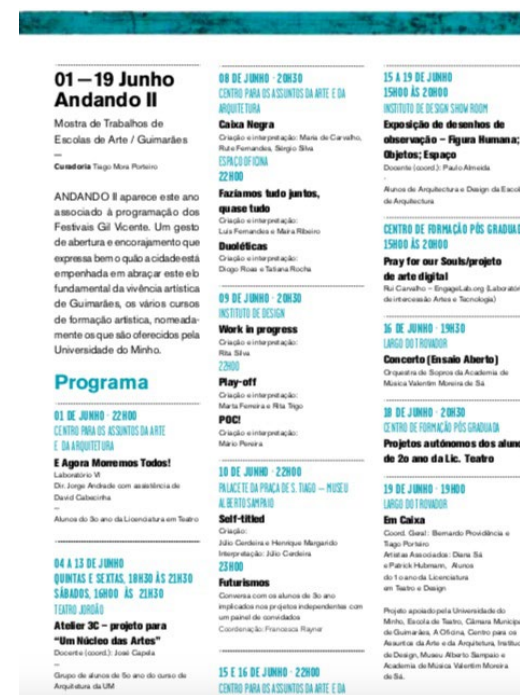 01—19 Junho
Andando II
Mostra de Trabalhos de
Escolas de Arte / Guimarães
—
Curadoria Tiago Mora Porteiro
ANDANDO II aparece este ano
associado à programação dos
Festivais Gil Vicente. Um gesto
de abertura e encorajamento que
expressa bem o quão a cidade está
empenhada em abraçar este elo
fundamental da vivência artística
de Guimarães, os vários cursos
de formação artística, nomeada-
mente os que são oferecidos pela
Universidade do Minho.
Programa
01 DE JUNHO · 22H00
CENTRO PARA OS ASSUNTOS DA ARTE
E DA ARQUITETURA
E Agora Morremos Todos!
Laboratório VI
Dir. Jorge Andrade com assistência de
David Cabecinha
—
Alunos do 3o ano da Licenciatura em Teatro
04 A 13 DE JUNHO
QUINTAS E SEXTAS, 18H30 ÀS 21H30
SÁBADOS, 16H00 ÀS 21H30
TEATRO JORDÃO
Atelier 3C – projeto para
“Um Núcleo das Artes”
Docente (coord.): José Capela
—
Grupo de alunos do 5o ano do curso de
Arquitetura da UM
08 DE JUNHO · 20H30
CENTRO PARA OS ASSUNTOS DA ARTE E DA
ARQUITETURA
Caixa Negra
Criação e interpretação: Maria de Carvalho,
Rute Fernandes, Sérgio Silva
ESPAÇO OFICINA
22H00
Fazíamos tudo juntos,
quase tudo
Criação e interpretação:
Luis Fernandes e Maira Ribeiro
Duoléticas
Criação e interpretação:
Diogo Rosa e Tatiana Rocha
09 DE JUNHO · 20H30
INSTITUTO DE DESIGN
Work in progress
Criação e interpretação:
Rita Silva
22H00
Play-off
Criação e interpretação:
Marta Ferreira e Rita Trigo
POC!
Criação e interpretação:
Mário Pereira
10 DE JUNHO · 22H00
PALACETE DA PRAÇA DE S. TIAGO – MUSEU
ALBERTO SAMPAIO
Self-titled
Criação:
Júlio Cerdeira e Henrique Margarido
Interpretação: Júlio Cerdeira
23H00
Futurismos
Conversa com os alunos de 3o ano
implicados nos projetos independentes com
um painel de convidados
Coordenação: Francesca Rayner
15 E 16 DE JUNHO · 22H00
CENTRO PARA OS ASSUNTOS DA ARTE E DA
15 A 19 DE JUNHO
15H00 ÀS 20H00
INSTITUTO DE DESIGN SHOW ROOM
Exposição de desenhos de
observação – Figura Humana;
Objetos; Espaço
Docente (coord.): Paulo Almeida
-
Alunos de Arquitectura e Design da Escol
de Arquitectura
CENTRO DE FORMAÇÃO PÓS GRADUAD
15H00 ÀS 20H00
Pray for our Souls/projeto
de arte digital
Rui Carvalho – EngageLab.org (Laboratór
de intercessão Artes e Tecnologia)
16 DE JUNHO · 19H30
LARGO DO TROVADOR
Concerto (Ensaio Aberto)
Orquestra de Sopros da Academia de
Música Valentim Moreira de Sá
18 DE JUNHO · 20H30
CENTRO DE FORMAÇÃO PÓS GRADUADA
Projetos autónomos dos aluno
de 2o ano da Lic. Teatro
19 DE JUNHO · 19H00
LARGO DO TROVADOR
Em Caixa
Coord. Geral: Bernardo Providência e
Tiago Porteiro
Artistas Associados: Diana Sá
e Patrick Hubmann, Alunos
do 1o ano da Licenciatura
em Teatro e Design
Projeto apoiado pela Universidade do
Minho, Escola de Teatro, Câmara Municipa
de Guimarães, A Oficina, Centro para os
Assuntos da Arte e da Arquitetura, Institu
de Design, Museu Alberto Sampaio e
Academia de Música Valentim Moreira
de Sá.